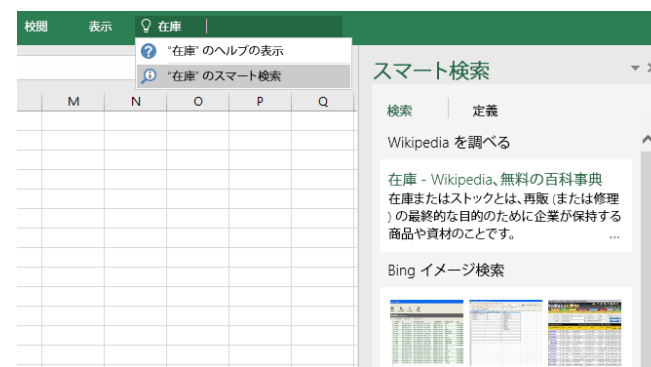 校閲 表示 在庫
"在庫" のヘルプの表示
"在庫" のスマート検索
M N O P Q
スマート検索
検索 定義
Wikipedia を調べる
在庫 - Wikipedia、無料の百科事典
在庫またはストックとは、再販 (または修理
) の最終的な目的のために企業が保持する
商品や資材のことです。 ...
Bing イメージ検索